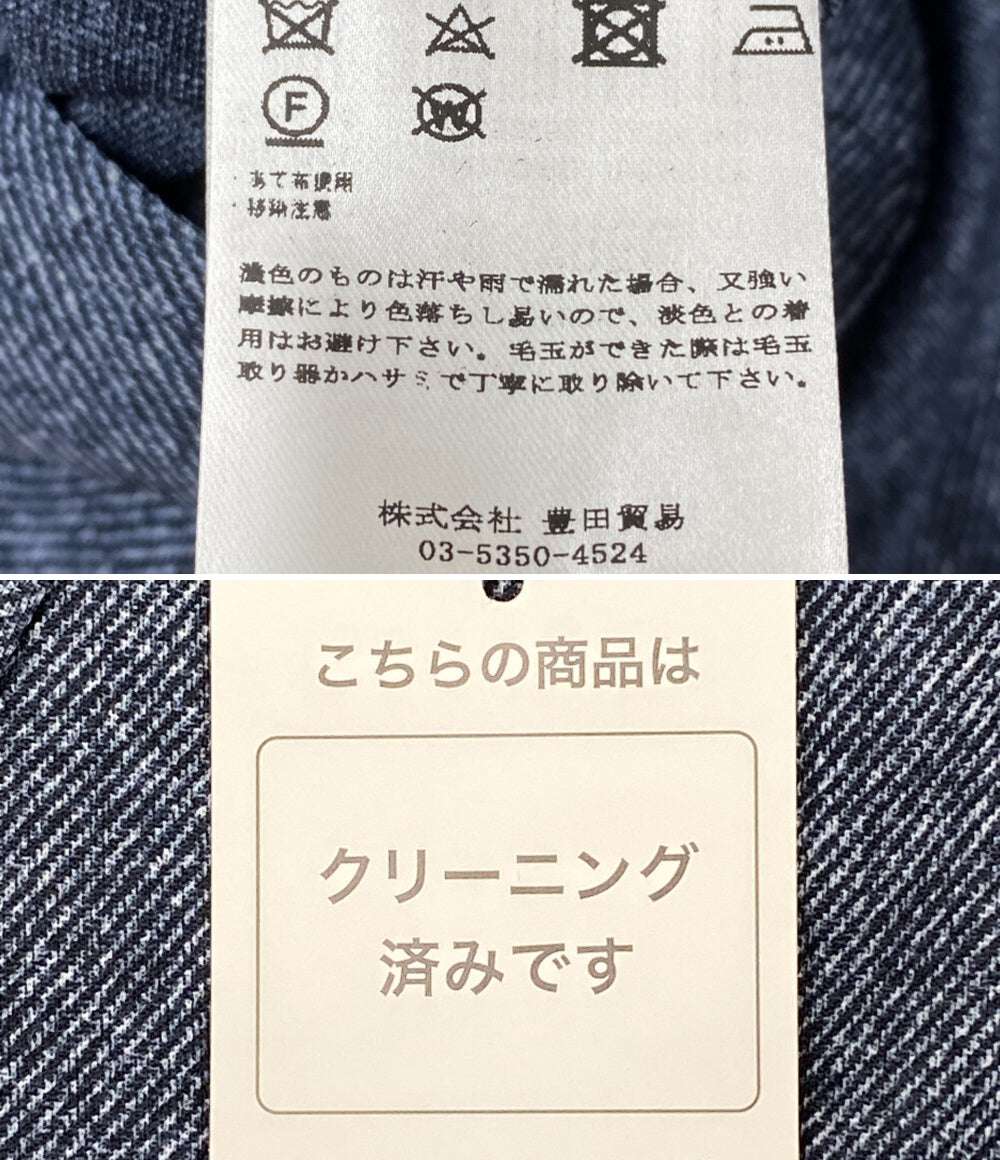 F
W
・あて布使用
・移染注意
濃色のものは汗や雨で濡れた場合、又強い
摩擦により色落ちし易いので、淡色との着
用はお避け下さい。毛玉ができた際は毛玉
取り器かハサミで丁寧に取り除いて下さい。
株式会社 豊田貿易
03-5350-4524
こちらの商品は
クリーニング
済みです